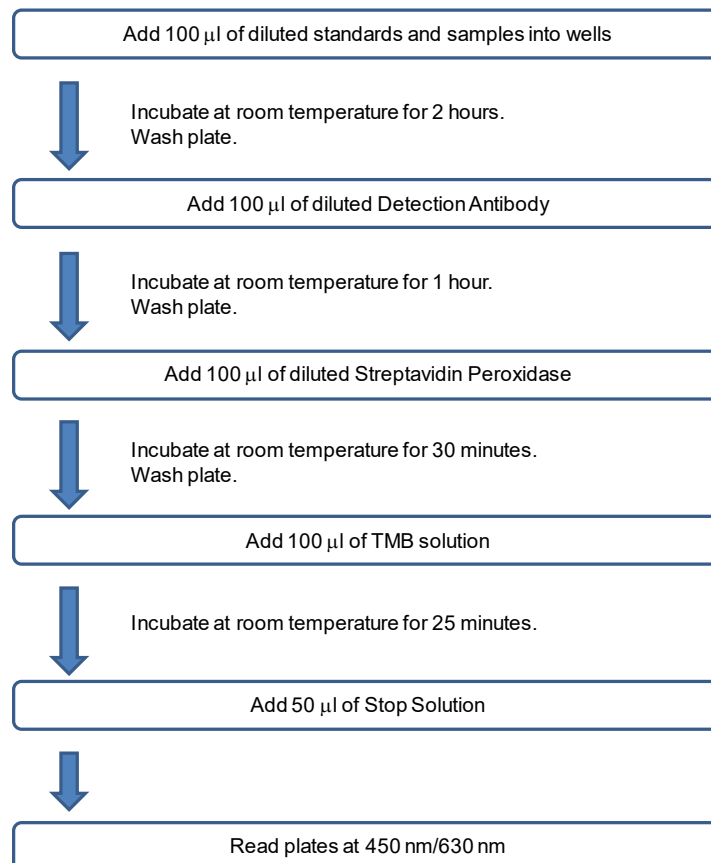 Add 100 μl of diluted standards and samples into wells
Incubate at room temperature for 2 hours.
Wash plate.
Add 100 μl of diluted Detection Antibody
Incubate at room temperature for 1 hour.
Wash plate.
Add 100 μl of diluted Streptavidin Peroxidase
Incubate at room temperature for 30 minutes.
Wash plate.
Add 100 μl of TMB solution
Incubate at room temperature for 25 minutes.
Add 50 μl of Stop Solution
Read plates at 450 nm/630 nm